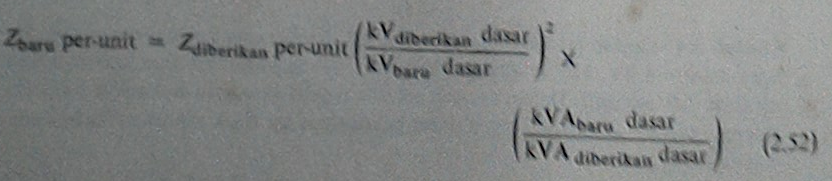 Z_baru per-unit = Z_diberikan per-unit (kV_diberikan dasar / kV_baru dasar)² X
(kVA_baru dasar / kVA_diberikan dasar) (2.52)